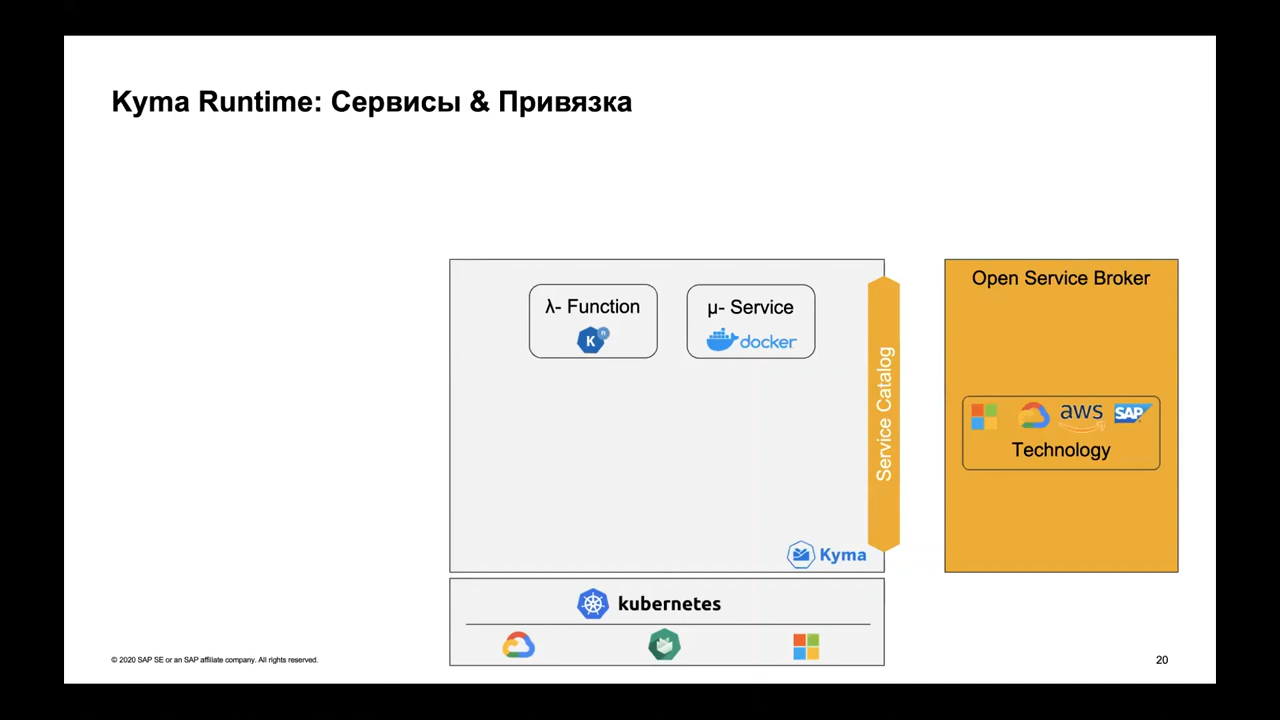 Kyma Runtime: Сервисы & Привязка
λ- Function
K
n
μ- Service
docker
Service Catalog
Open Service Broker
aws
SAP
Technology
Kyma
kubernetes
© 2020 SAP SE or an SAP affiliate company. All rights reserved.
20